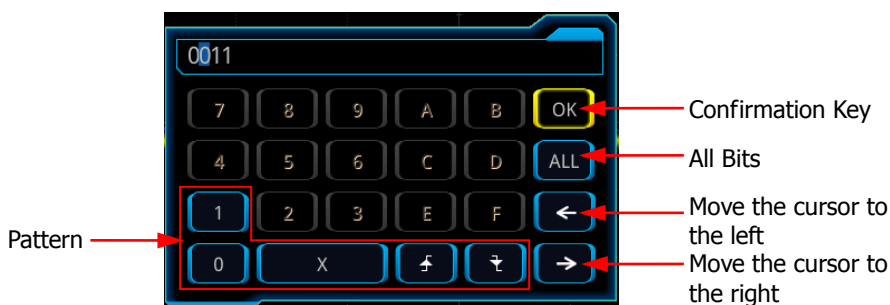 0011
7 8 9 A B OK
Confirmation Key
4 5 6 C D ALL
All Bits
1 2 3 E F ←
Move the cursor to
the left
Pattern
0 X →
Move the cursor to
the right